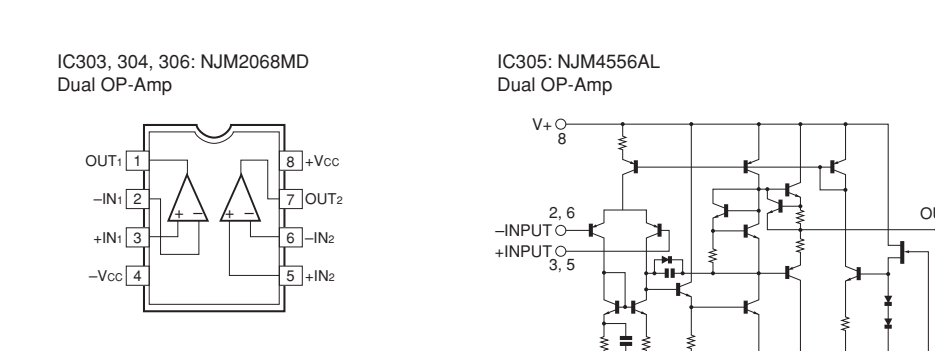 IC303, 304, 306: NJM2068MD
Dual OP-Amp
OUT1 1
–IN1 2
+IN1 3
–VCC 4
8 +VCC
7 OUT2
6 –IN2
5 +IN2
+ –
+ –
IC305: NJM4556AL
Dual OP-Amp
V+
8
2, 6
–INPUT
+INPUT
3, 5